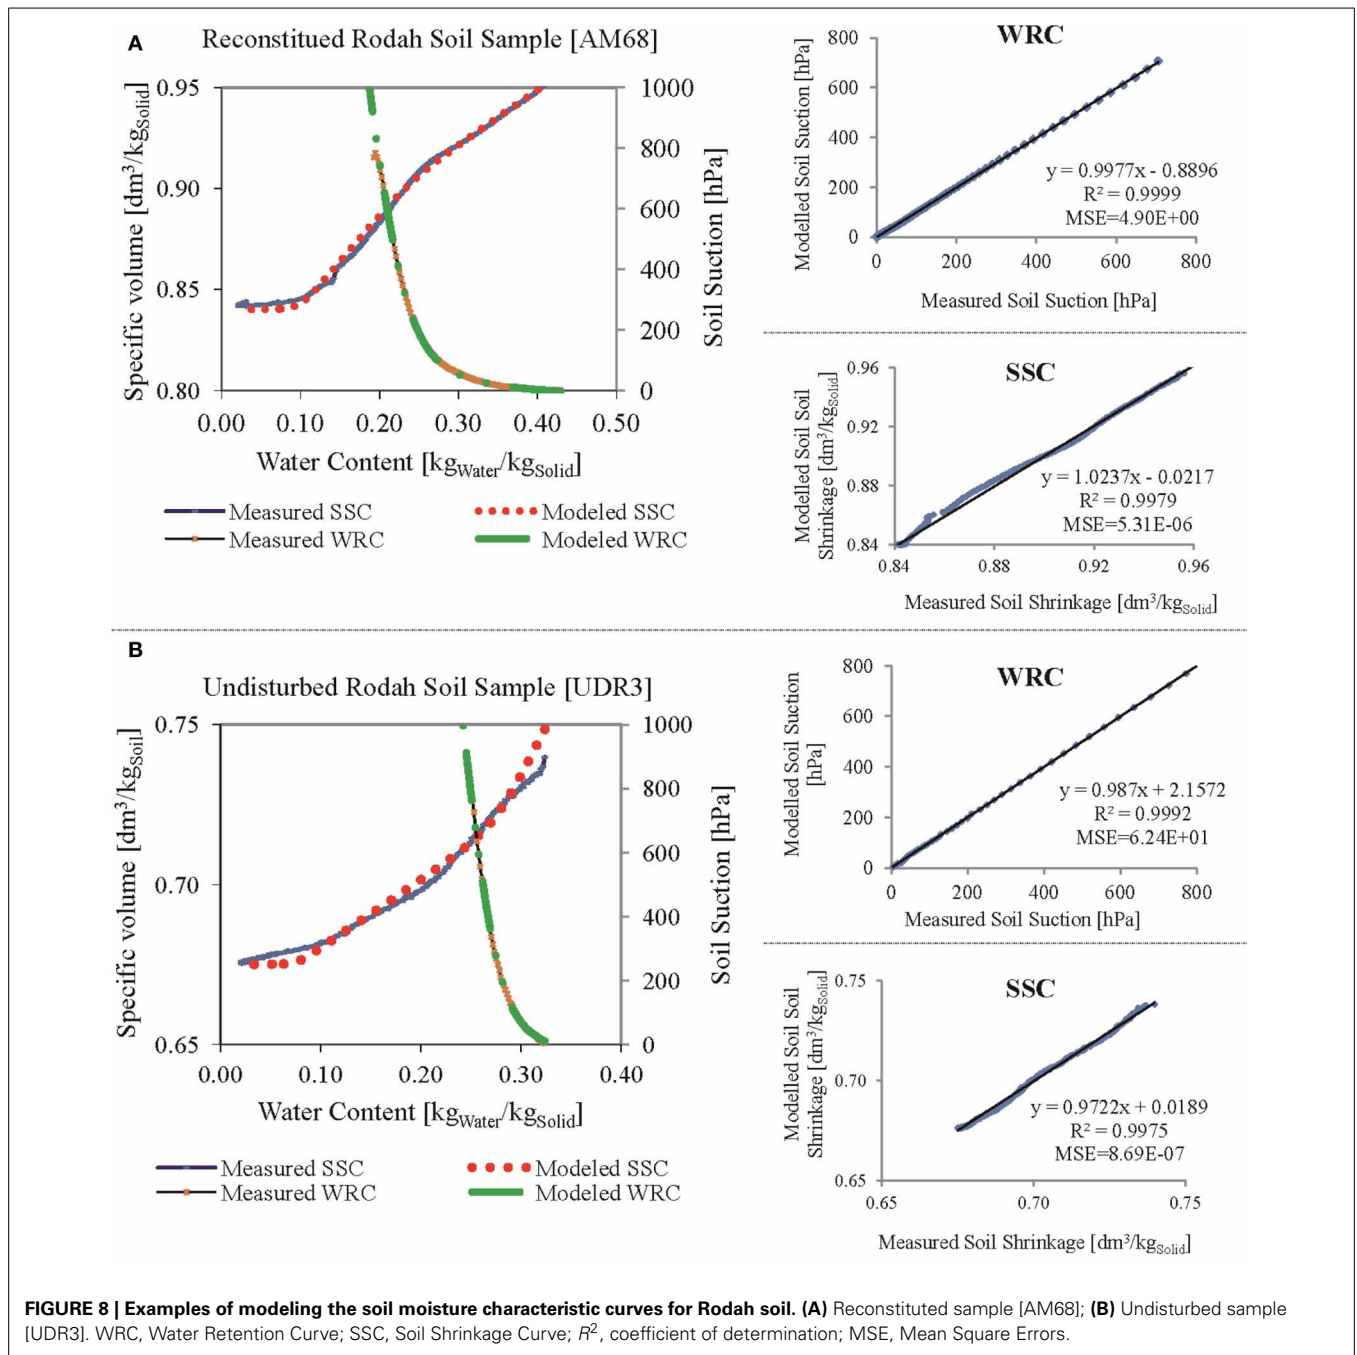 A
Reconstitued Rodah Soil Sample [AM68]
Specific volume [dm³/kgSolid]
0.95
0.90
0.85
0.80
1000
800
600
400
200
0
Soil Suction [hPa]
0.00 0.10 0.20 0.30 0.40 0.50
Water Content [kgWater/kgSolid]
Measured SSC
Modeled SSC
Measured WRC
Modeled WRC
WRC
Modelled Soil Suction [hPa]
800
600
400
200
0
y = 0.9977x - 0.8896
R² = 0.9999
MSE=4.90E+00
0 200 400 600 800
Measured Soil Suction [hPa]
SSC
Modelled Soil Soil
Shrinkage [dm³/kgSolid]
0.96
0.92
0.88
0.84
y = 1.0237x - 0.0217
R² = 0.9979
MSE=5.31E-06
0.84 0.88 0.92 0.96
Measured Soil Shrinkage [dm³/kgSolid]
B
Undisturbed Rodah Soil Sample [UDR3]
Specific volume [dm³/kgSoil]
0.75
0.70
0.65
1000
800
600
400
200
0
Soil Suction [hPa]
0.00 0.10 0.20 0.30 0.40
Water Content [kgWater/kgSolid]
Measured SSC
Modeled SSC
Measured WRC
Modeled WRC
WRC
Modelled Soil Suction
[hPa]
800
600
400
200
0
y = 0.987x + 2.1572
R² = 0.9992
MSE=6.24E+01
0 200 400 600 800
Measured Soil Suction [hPa]
SSC
Modelled Soil Soil
Shrinkage [dm³/kgSolid]
0.75
0.70
0.65
y = 0.9722x + 0.0189
R² = 0.9975
MSE=8.69E-07
0.65 0.70 0.75
Measured Soil Shrinkage [dm³/kgSolid]
FIGURE 8 | Examples of modeling the soil moisture characteristic curves for Rodah soil. (A) Reconstituted sample [AM68]; (B) Undisturbed sample
[UDR3]. WRC, Water Retention Curve; SSC, Soil Shrinkage Curve; R², coefficient of determination; MSE, Mean Square Errors.